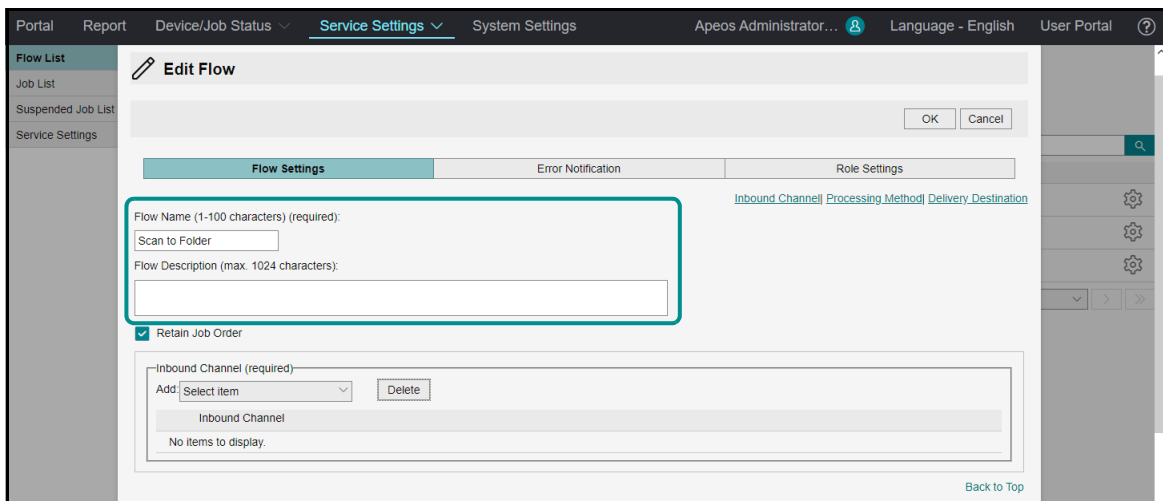 Portal Report Device/Job Status Service Settings System Settings Apeos Administrator… Language - English User Portal ?
Flow List
Job List
Suspended Job List
Service Settings
Edit Flow
OK Cancel
Flow Settings Error Notification Role Settings
Inbound Channel| Processing Method| Delivery Destination
Flow Name (1-100 characters) (required):
Scan to Folder
Flow Description (max. 1024 characters):
Retain Job Order
Inbound Channel (required)
Add: Select item Delete
Inbound Channel
No items to display.
Back to Top